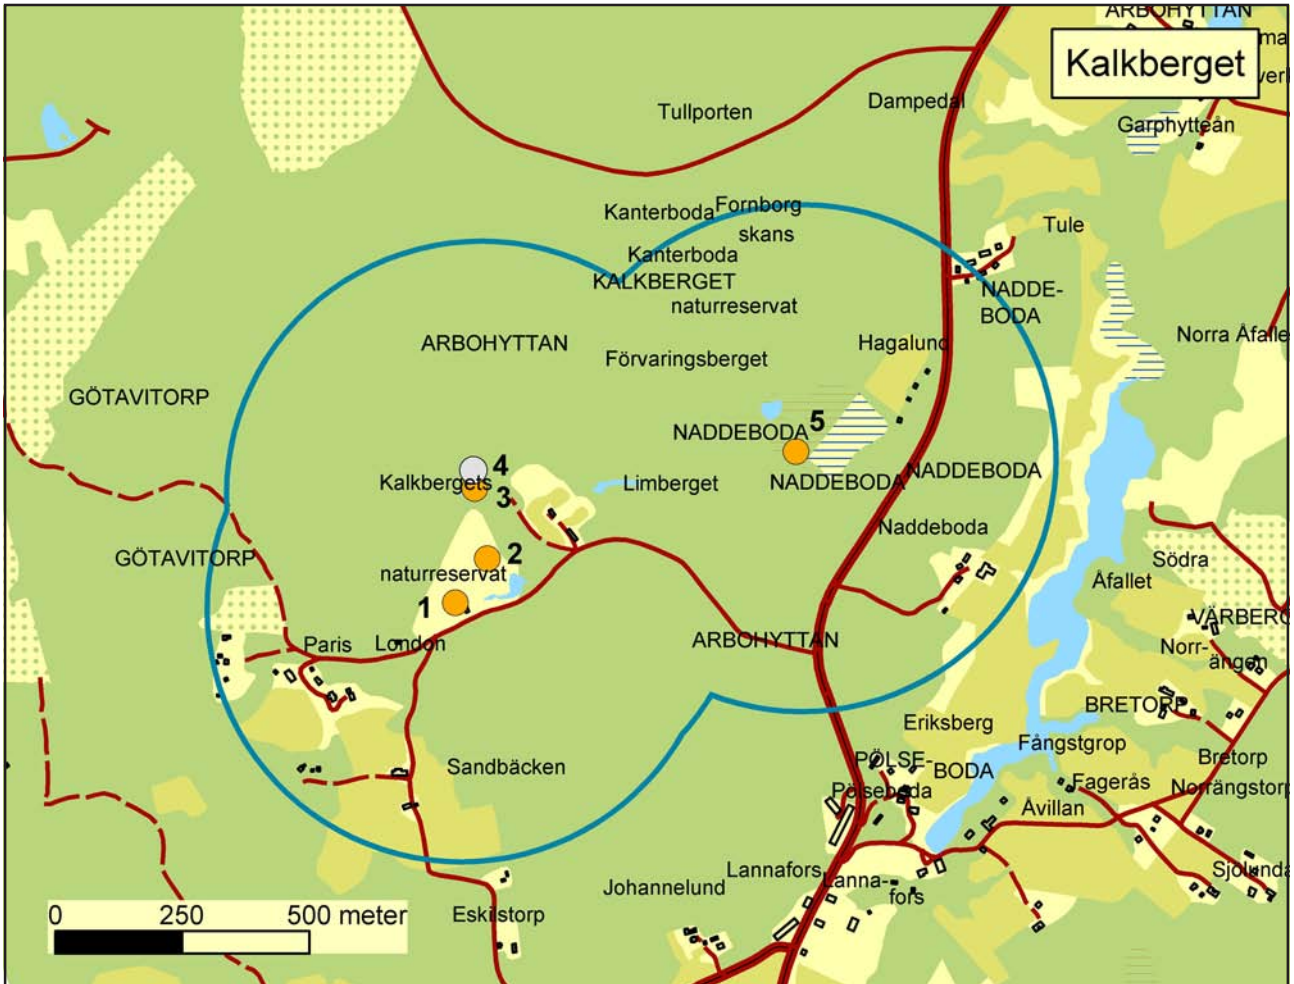 ARBOHYTTAN
Kalkberget
Garphytteån
Dampedal
Tullporten
Kanterboda
Fornborg
skans
Tule
Kanterboda
KALKBERGET
naturreservat
NADDE-
BODA
Norra Åfalle
ARBOHYTTAN
Förvaringsberget
Hagalund
GÖTAVITORP
NADDEBODA
5
4
Kalkbergets
3
Limberget
NADDEBODA
NADDEBODA
Naddeboda
GÖTAVITORP
2
naturreservat
1
Södra
Åfallet
Paris
London
ARBOHYTTAN
VÄRBERG
Norr-
ängen
Eriksberg
BRETORP
Fångstgrop
Bretorp
Sandbäcken
PÖLSE-
BODA
Pölseboda
Fagerås
Norrängstorp
Åvillan
Lannafors
Lanna-
fors
Johannelund
Sjölunda
Eskilstorp
0 250 500 meter